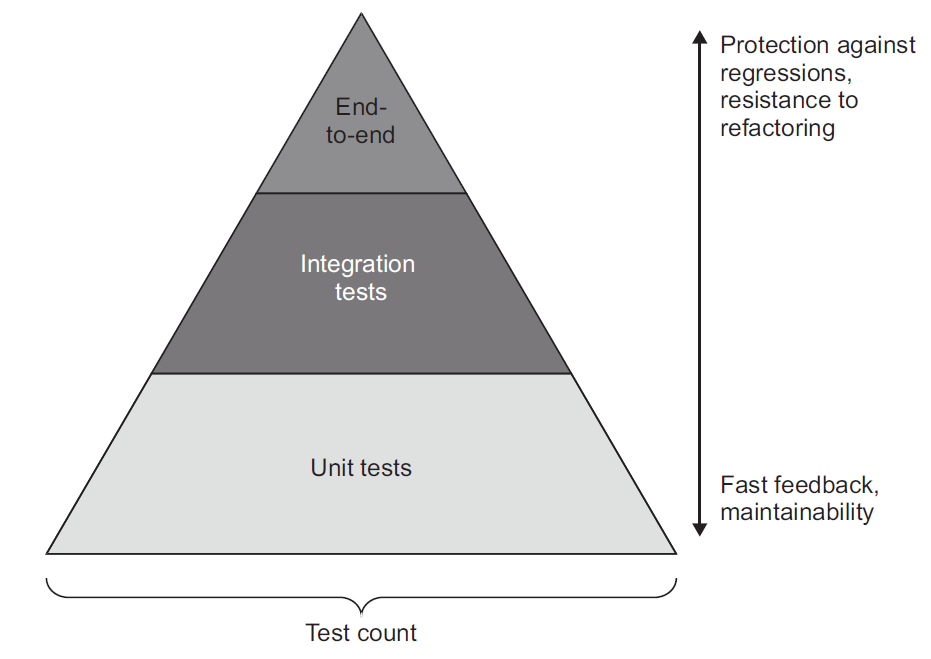 End-
to-end
Integration
tests
Unit tests
Test count
Protection against
regressions,
resistance to
refactoring
Fast feedback,
maintainability